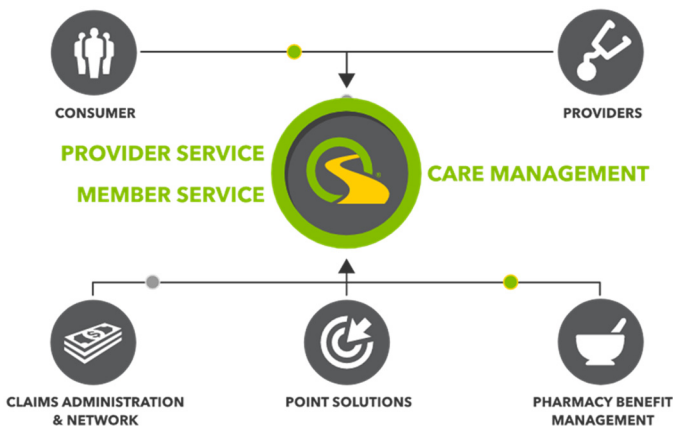 CONSUMER
PROVIDERS
PROVIDER SERVICE
MEMBER SERVICE
CARE MANAGEMENT
®
$
CLAIMS ADMINISTRATION
& NETWORK
POINT SOLUTIONS
PHARMACY BENEFIT
MANAGEMENT